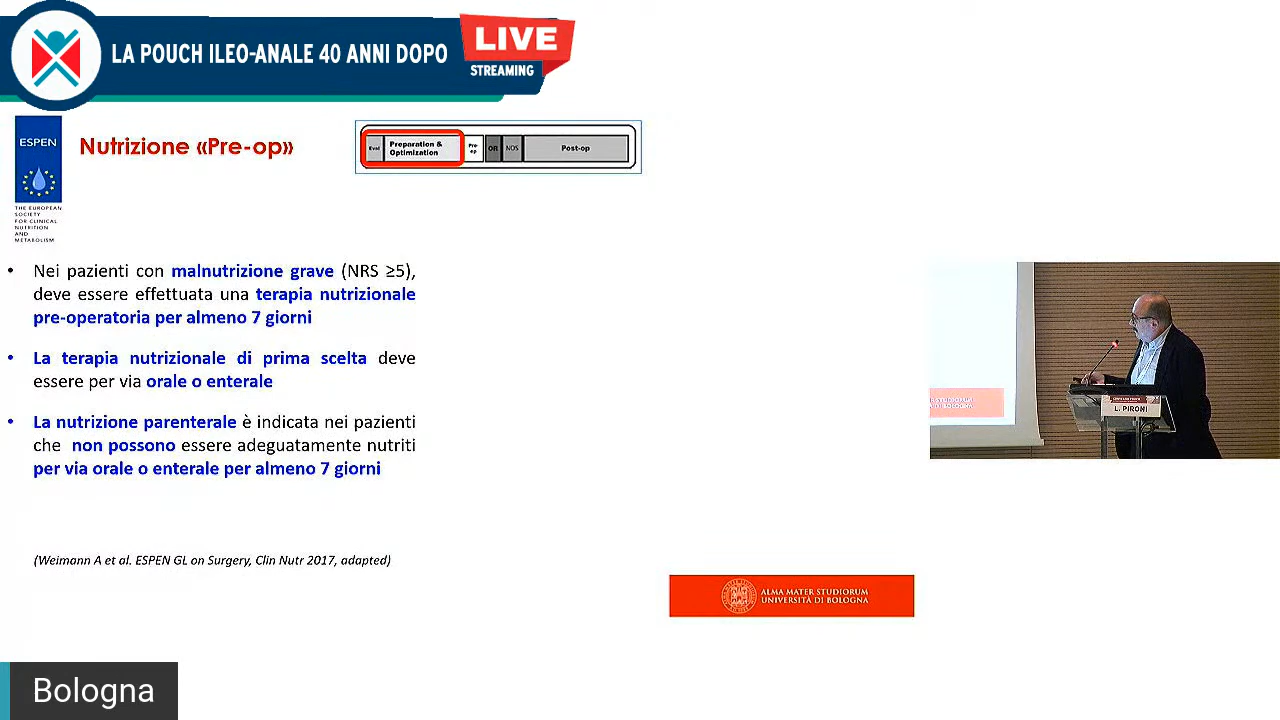 LA POUCH ILEO-ANALE 40 ANNI DOPO
LIVE
STREAMING
ESPEN
THE EUROPEAN
SOCIETY
FOR CLINICAL
NUTRITION
AND
METABOLISM
Nutrizione «Pre-op»
Eval
Preparation &
Optimization
Pre-
op
OR
NOS
Post-op
• Nei pazienti con malnutrizione grave (NRS ≥5),
deve essere effettuata una terapia nutrizionale
pre-operatoria per almeno 7 giorni
• La terapia nutrizionale di prima scelta deve
essere per via orale o enterale
• La nutrizione parenterale è indicata nei pazienti
che non possono essere adeguatamente nutriti
per via orale o enterale per almeno 7 giorni
(Weimann A et al. ESPEN GL on Surgery, Clin Nutr 2017, adapted)
ALMA MATER STUDIORUM
UNIVERSITÀ DI BOLOGNA
L. PIRONI
Bologna